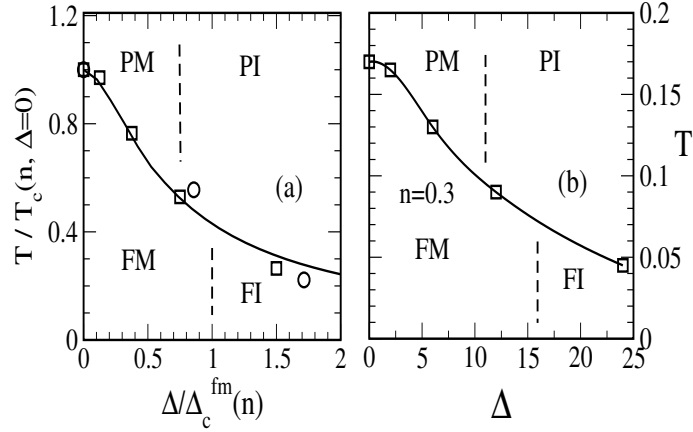 1.2
0.8
0.4
0
T / T_c(n, Δ=0)
PM
PI
(a)
FM
FI
0
0.5
1
1.5
2
Δ/Δ_c^fm(n)
PM
PI
n=0.3
(b)
FM
FI
0.2
0.15
0.1
0.05
0
T
0
5
10
15
20
25
Δ